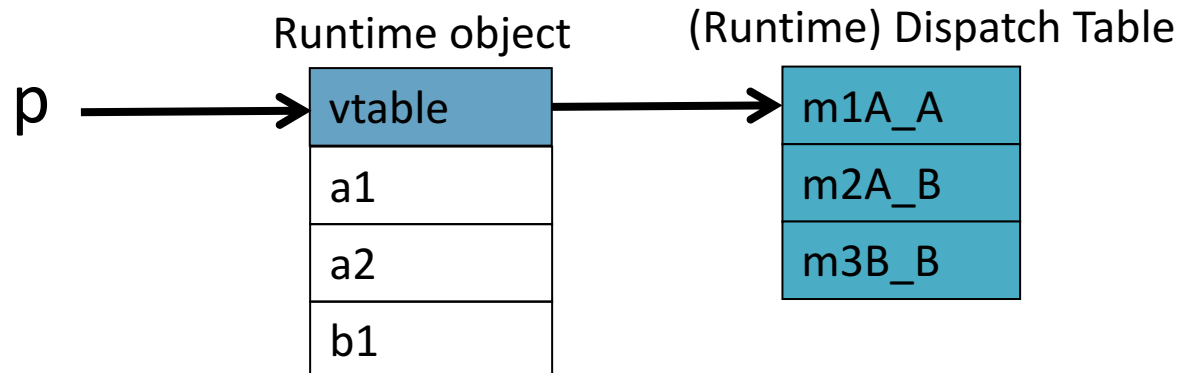 Runtime object
(Runtime) Dispatch Table
p
vtable
m1A_A
a1
m2A_B
a2
m3B_B
b1